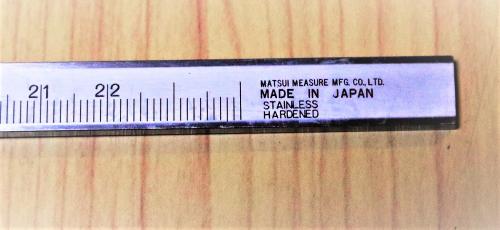 21 22
MATSUI MEASURE MFG. CO., LTD.
MADE IN JAPAN
STAINLESS
HARDENED